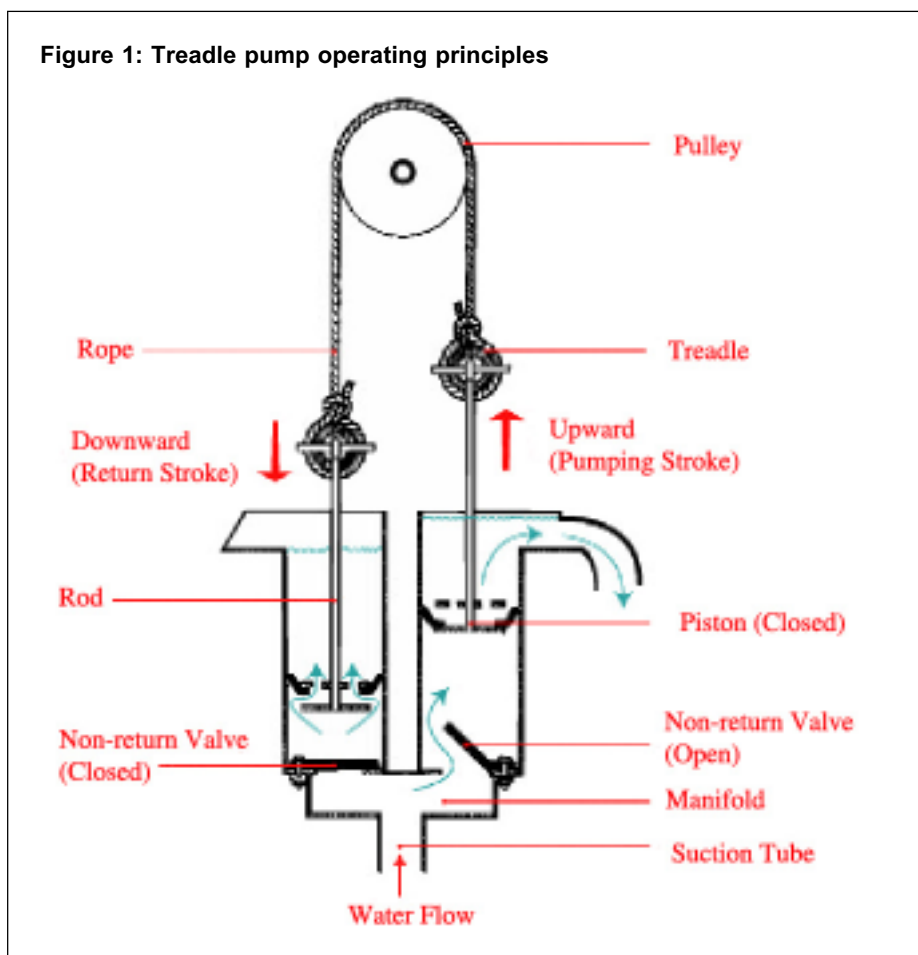 Figure 1: Treadle pump operating principles
Pulley
Rope
Treadle
Downward
(Return Stroke)
Upward
(Pumping Stroke)
Rod
Piston (Closed)
Non-return Valve
(Closed)
Non-return Valve
(Open)
Manifold
Suction Tube
Water Flow